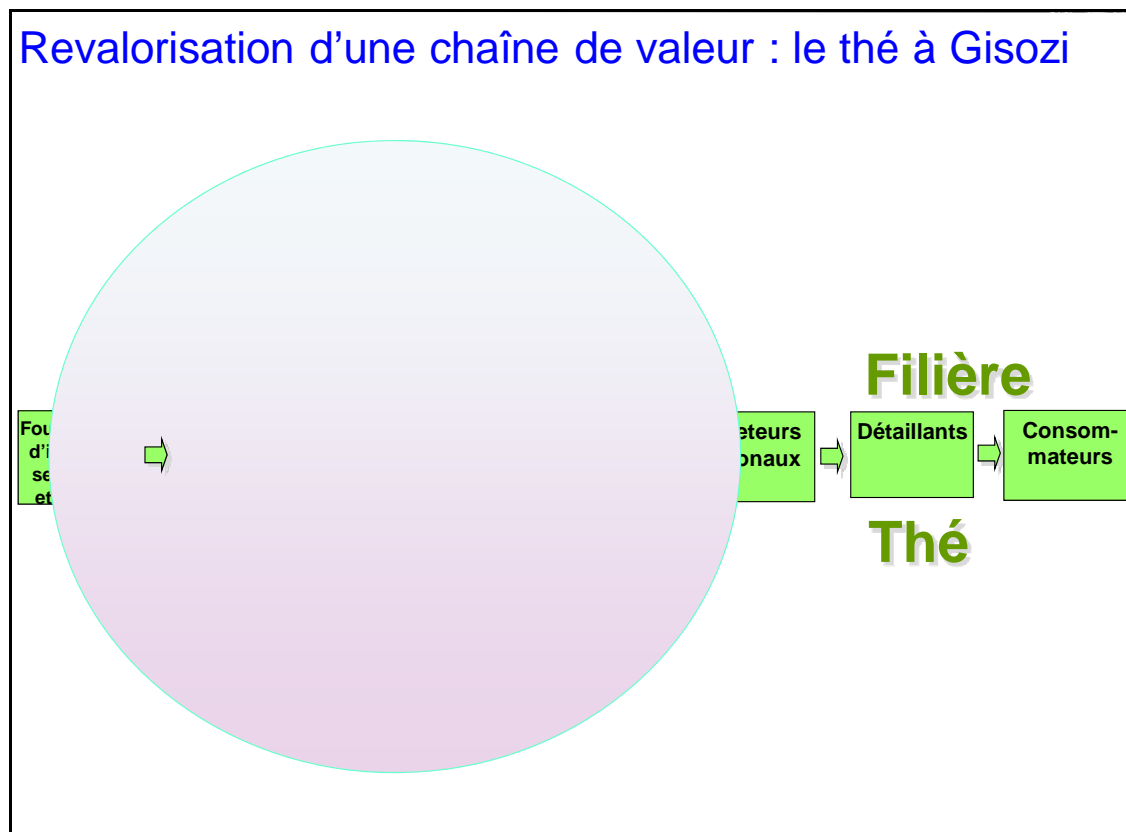 Revalorisation d'une chaîne de valeur : le thé à Gisozi
Filière
Détaillants
Consom-
mateurs
Thé